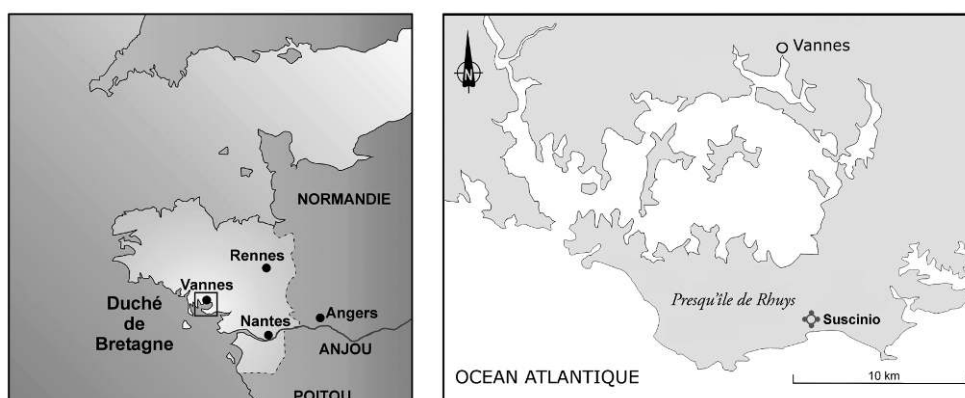 NORMANDIE
Rennes
Vannes
Duché
de
Bretagne
Nantes
Angers
ANJOU
POITOU
N
Vannes
Presqu'île de Rhuys
Suscinio
OCEAN ATLANTIQUE
10 km